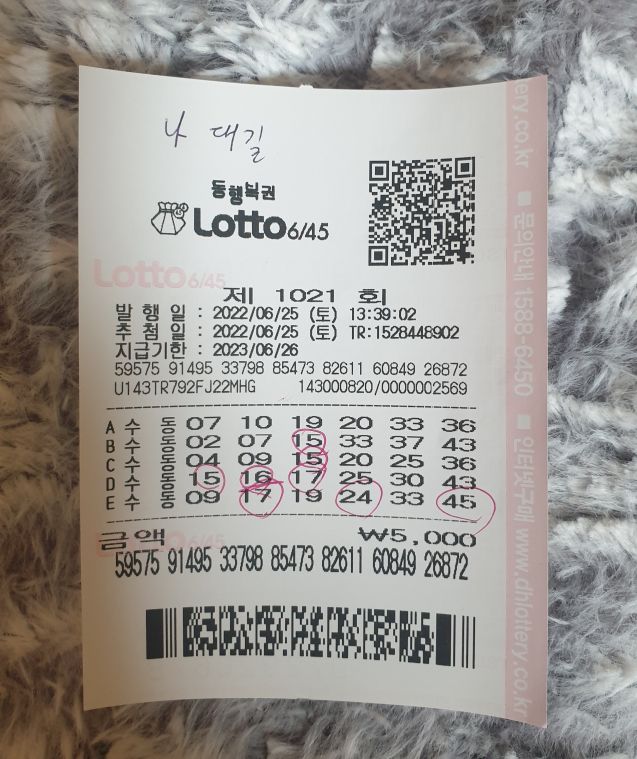 나 대길
동행복권
Lotto 6/45
Lotto 6/45
제 1021 회
발 행 일 : 2022/06/25 (토) 13:39:02
추 첨 일 : 2022/06/25 (토) TR:1528448902
지급기한 : 2023/06/26
59575 91495 33798 85473 82611 60849 26872
U143TR792FJ22MHG 143000820/0000002569
A 수 동 07 10 19 20 33 36
B 수 동 02 07 15 33 37 43
C 수 동 04 09 15 20 25 36
D 수 동 15 16 17 25 30 43
E 수 동 09 17 19 24 33 45
금액 ₩5,000
59575 91495 33798 85473 82611 60849 26872
ttery.co.kr ■ 문의안내 1588-6450 ■ 인터넷구매 www.dhlottery.co.kr